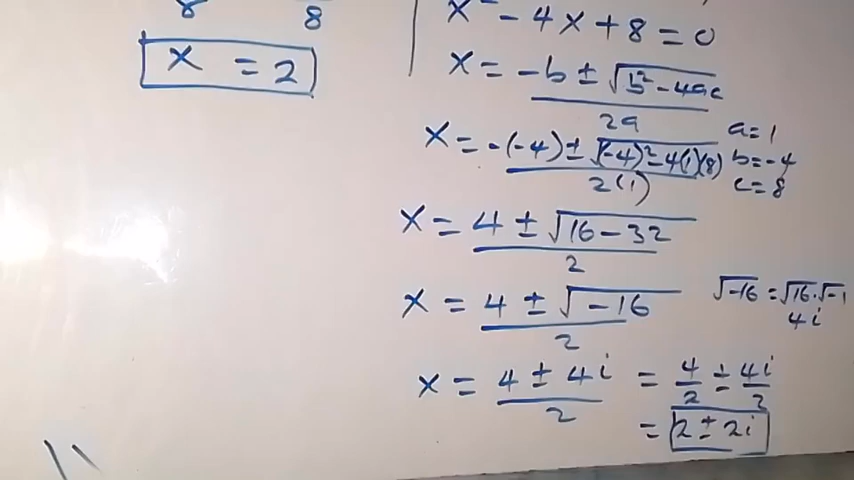 8 8
x = 2
x² - 4x + 8 = 0
x = -b ± √b² - 4ac
2a
a = 1
x = -(-4) ± √(-4)² - 4(1)(8)
b = -4
2(1)
c = 8
x = 4 ± √16 - 32
2
x = 4 ± √-16
2
√-16 = √16 · √-1
4i
x = 4 ± 4i = 4 ± 4i
2 2 2
= 2 ± 2i